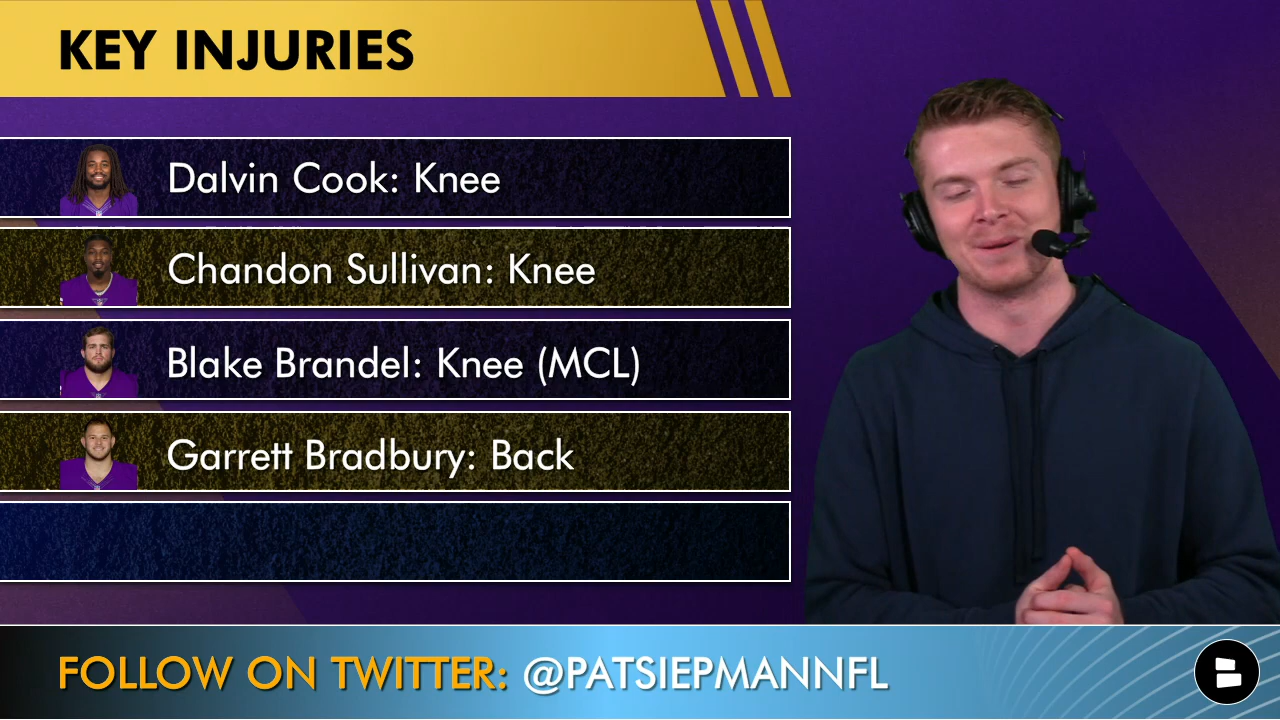 KEY INJURIES
Dalvin Cook: Knee
Chandon Sullivan: Knee
Blake Brandel: Knee (MCL)
Garrett Bradbury: Back
FOLLOW ON TWITTER: @PATSIEPMANNFL